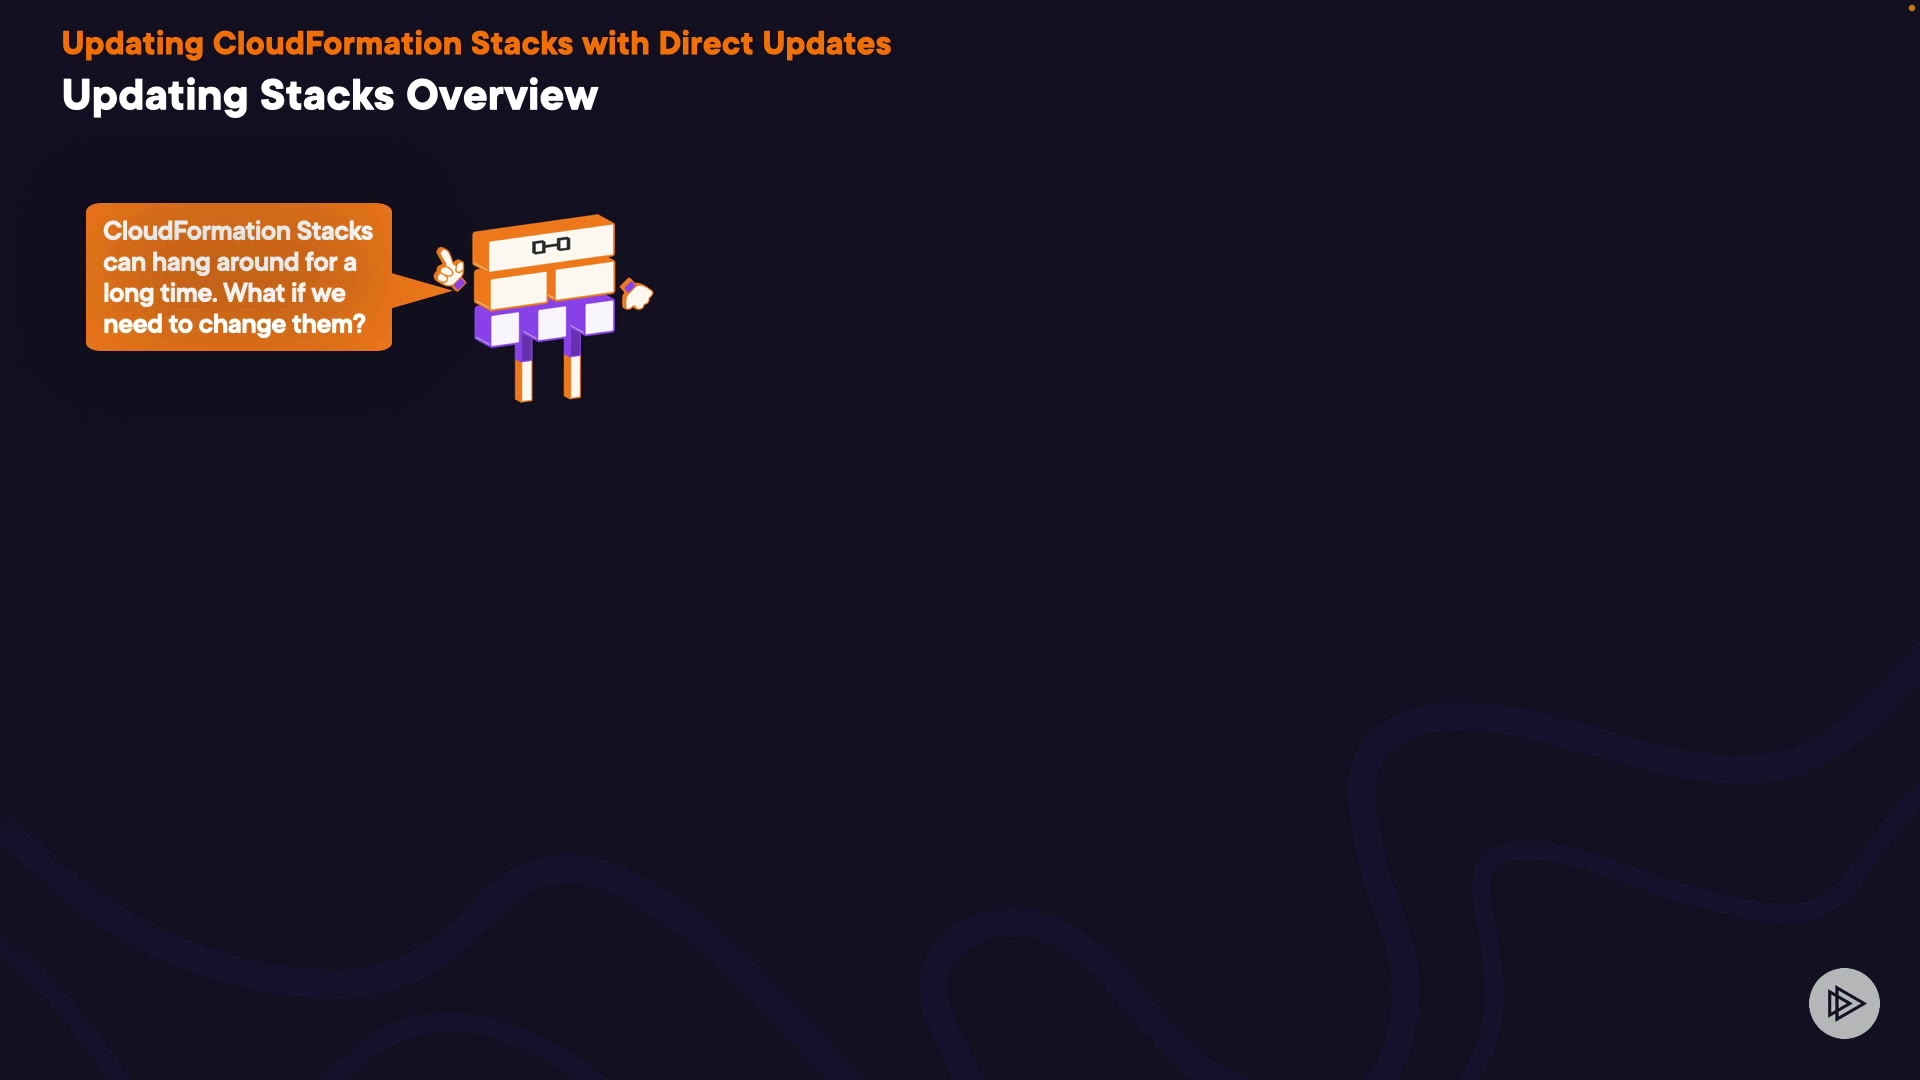 Updating CloudFormation Stacks with Direct Updates
Updating Stacks Overview
CloudFormation Stacks
can hang around for a
long time. What if we
need to change them?